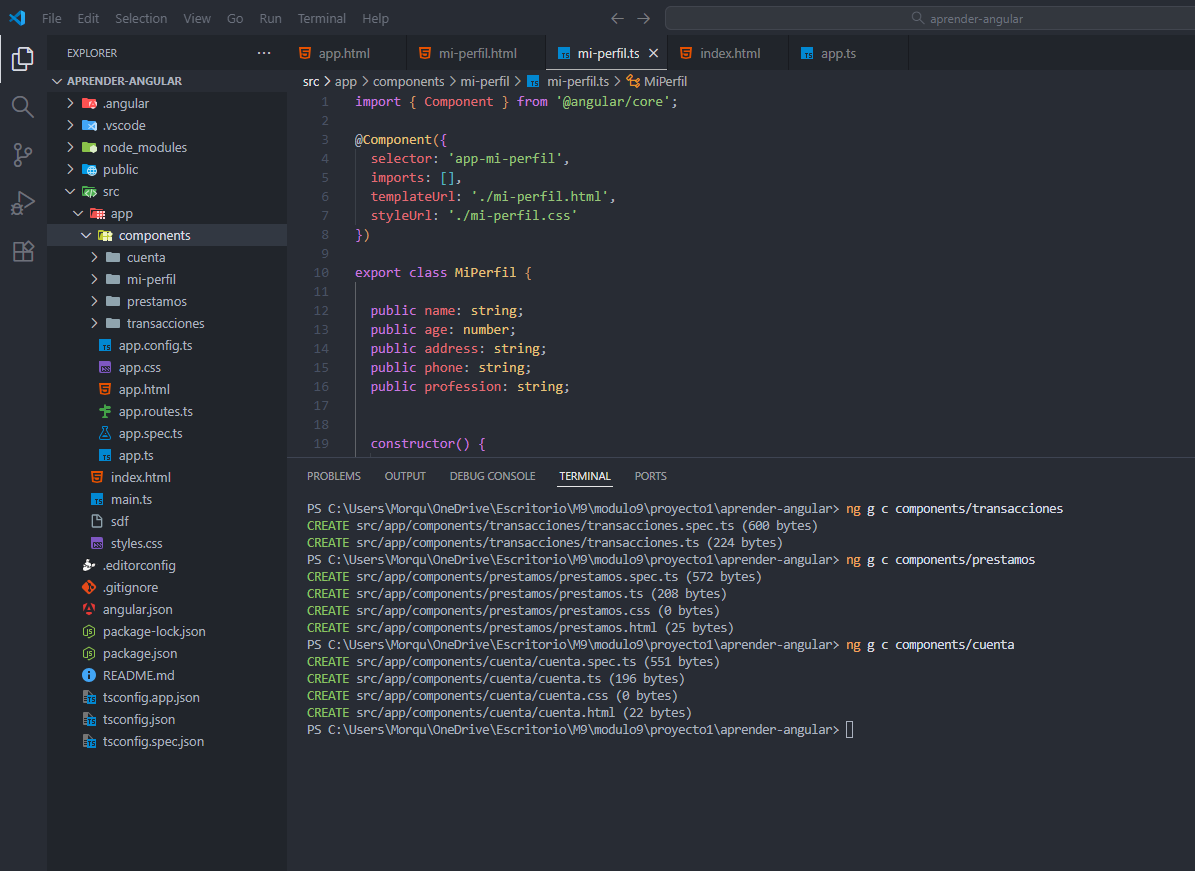 File Edit Selection View Go Run Terminal Help
aprender-angular
EXPLORER
APRENDER-ANGULAR
.angular
.vscode
node_modules
public
src
app
components
cuenta
mi-perfil
prestamos
transacciones
app.config.ts
app.css
app.html
app.routes.ts
app.spec.ts
app.ts
index.html
main.ts
sdf
styles.css
.editorconfig
.gitignore
angular.json
package-lock.json
package.json
README.md
tsconfig.app.json
tsconfig.json
tsconfig.spec.json
app.html mi-perfil.html mi-perfil.ts index.html app.ts
src > app > components > mi-perfil > mi-perfil.ts > MiPerfil
1 import { Component } from '@angular/core';
2
3 @Component({
4 selector: 'app-mi-perfil',
5 imports: [],
6 templateUrl: './mi-perfil.html',
7 styleUrl: './mi-perfil.css'
8 })
9
10 export class MiPerfil {
11
12 public name: string;
13 public age: number;
14 public address: string;
15 public phone: string;
16 public profession: string;
17
18
19 constructor() {
PROBLEMS OUTPUT DEBUG CONSOLE TERMINAL PORTS
PS C:\Users\Morqu\OneDrive\Escritorio\M9\modulo9\proyecto1\aprender-angular> ng g c components/transacciones
CREATE src/app/components/transacciones/transacciones.spec.ts (600 bytes)
CREATE src/app/components/transacciones/transacciones.ts (224 bytes)
PS C:\Users\Morqu\OneDrive\Escritorio\M9\modulo9\proyecto1\aprender-angular> ng g c components/prestamos
CREATE src/app/components/prestamos/prestamos.spec.ts (572 bytes)
CREATE src/app/components/prestamos/prestamos.ts (208 bytes)
CREATE src/app/components/prestamos/prestamos.css (0 bytes)
CREATE src/app/components/prestamos/prestamos.html (25 bytes)
PS C:\Users\Morqu\OneDrive\Escritorio\M9\modulo9\proyecto1\aprender-angular> ng g c components/cuenta
CREATE src/app/components/cuenta/cuenta.spec.ts (551 bytes)
CREATE src/app/components/cuenta/cuenta.ts (196 bytes)
CREATE src/app/components/cuenta/cuenta.css (0 bytes)
CREATE src/app/components/cuenta/cuenta.html (22 bytes)
PS C:\Users\Morqu\OneDrive\Escritorio\M9\modulo9\proyecto1\aprender-angular>